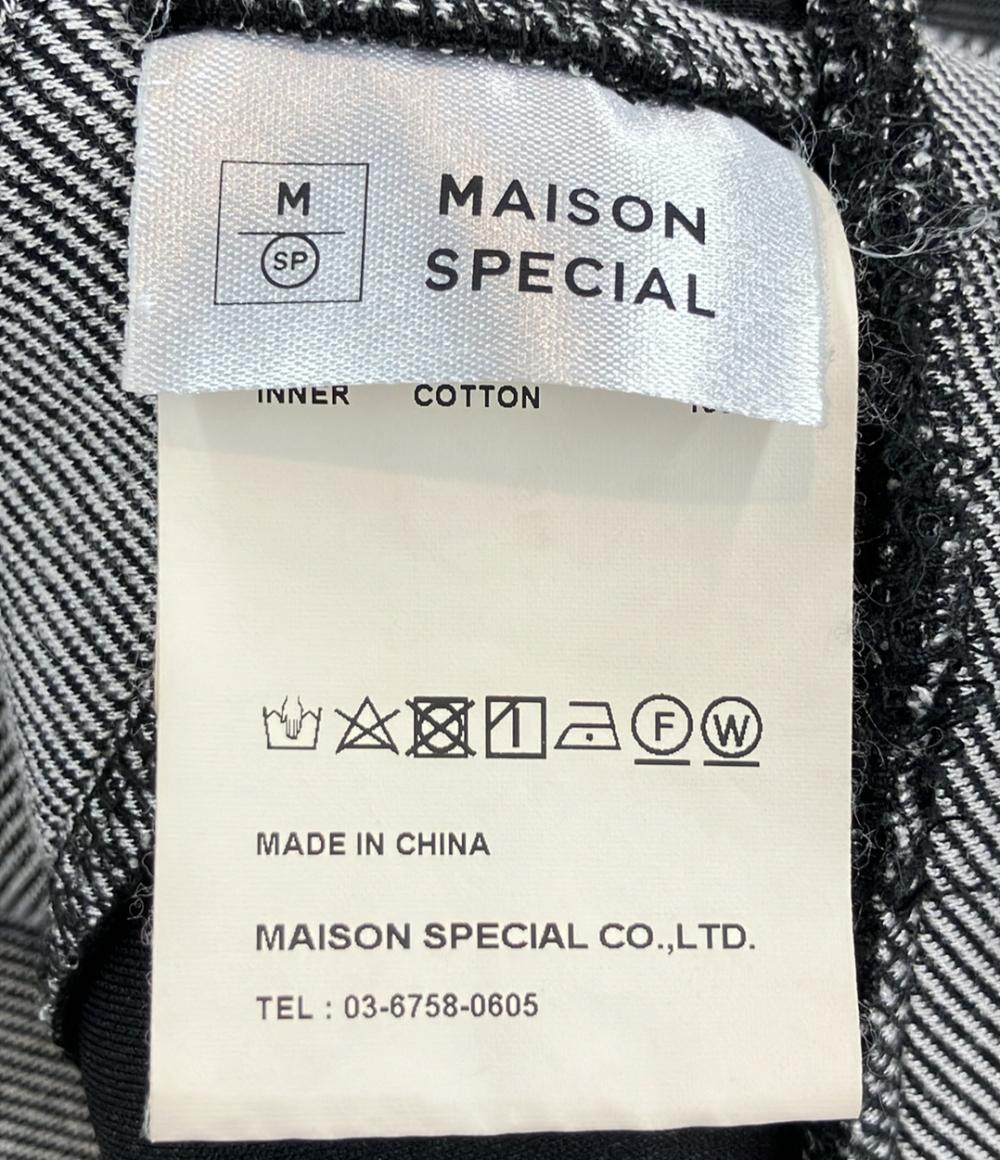 M
SP
MAISON
SPECIAL
INNER COTTON
F W
MADE IN CHINA
MAISON SPECIAL CO.,LTD.
TEL : 03-6758-0605